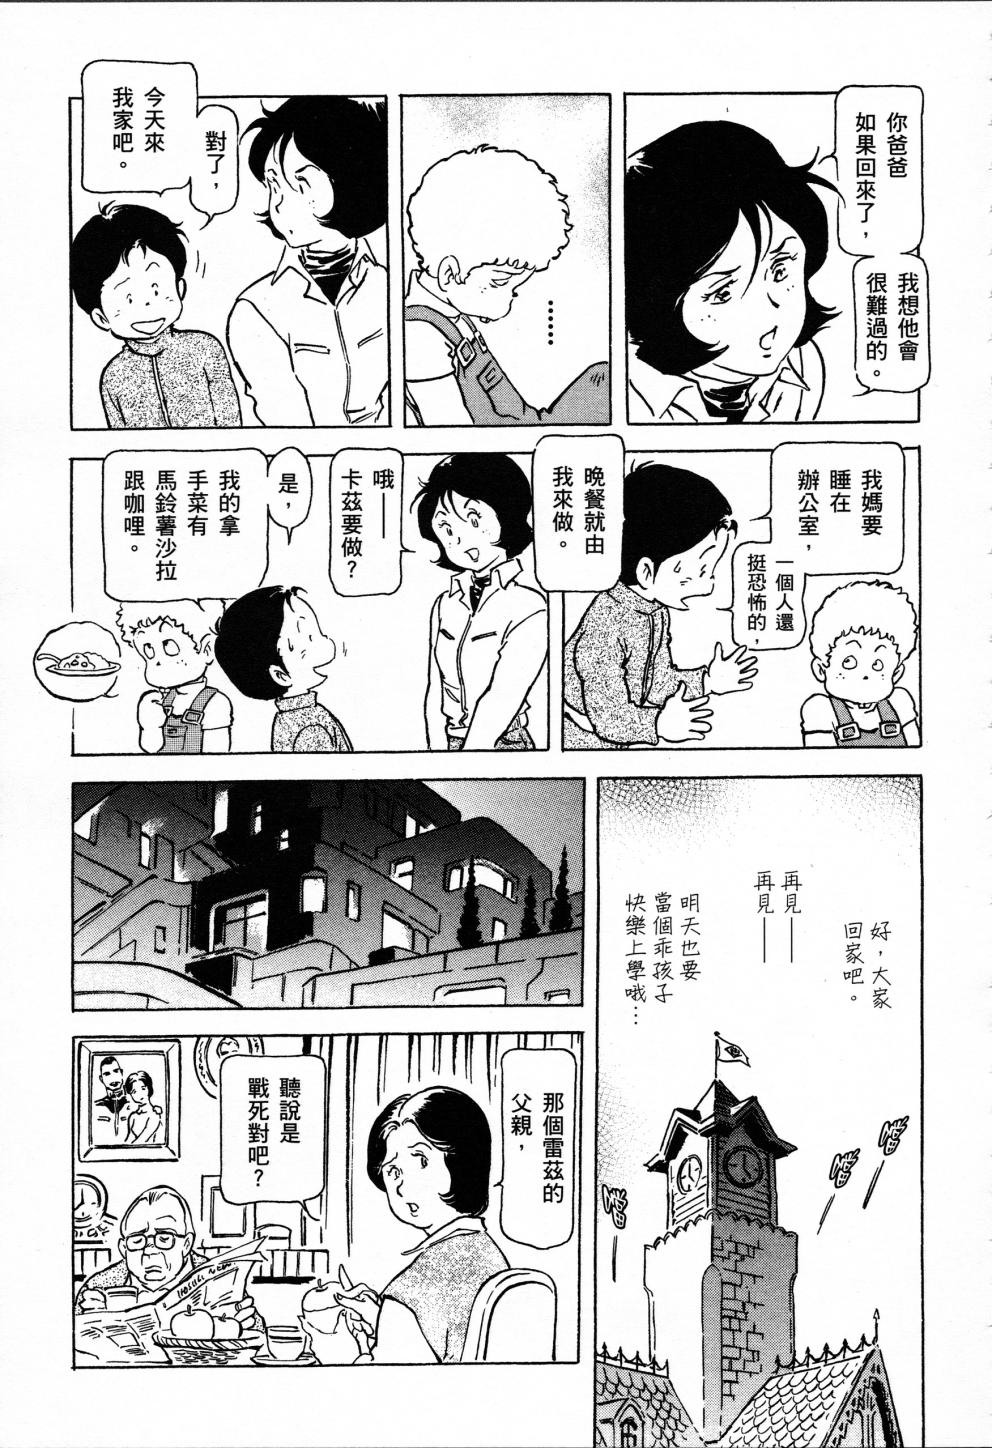 你爸爸
如果回來了，
我想他會
很難過的。
……
對了，
今天來
我家吧。
我媽要
睡在
辦公室，
一個人還
挺恐怖的，
晚餐就由
我來做。
哦——
卡茲要做？
是，
我的拿
手菜有
馬鈴薯沙拉
跟咖哩。
好，大家
回家吧。
再見——
再見——
明天也要
當個乖孩子
快樂上學哦…
噹——
噹——
噹——
那個雷茲的
父親，
聽說是
戰死對吧？